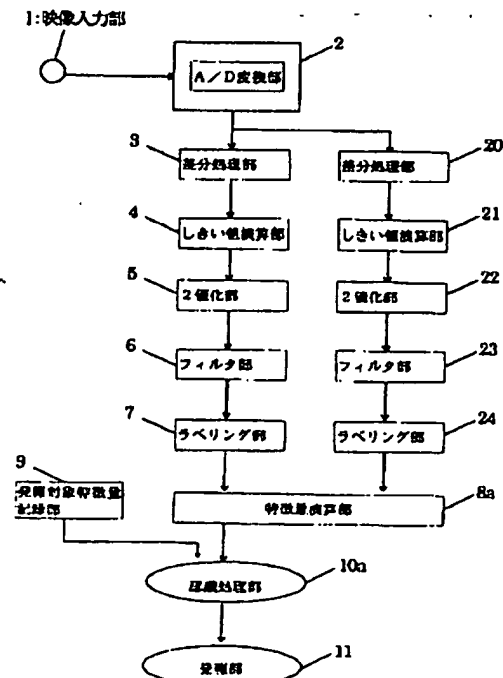 1:映像入力部
2
A/D変換部
3
差分処理部
20
差分処理部
4
しきい値演算部
21
しきい値演算部
5
2値化部
22
2値化部
6
フィルタ部
23
フィルタ部
7
ラベリング部
24
ラベリング部
9
発報対象特徴量
記録部
8a
特徴量演算部
10a
認識処理部
11
発報部